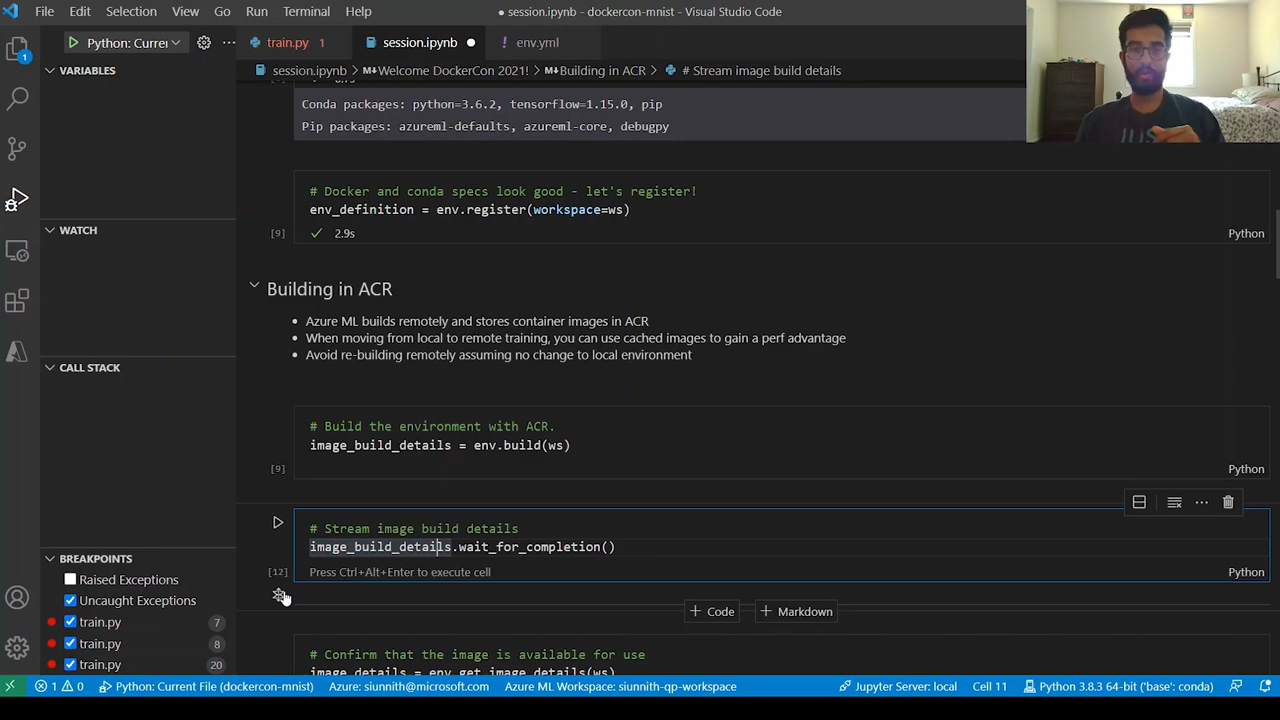 File Edit Selection View Go Run Terminal Help
session.ipynb - dockercon-mnist - Visual Studio Code
Python: Curre
train.py 1
session.ipynb
env.yml
session.ipynb > Welcome DockerCon 2021! > Building in ACR > # Stream image build details
VARIABLES
Conda packages: python=3.6.2, tensorflow=1.15.0, pip
Pip packages: azureml-defaults, azureml-core, debugpy
# Docker and conda specs look good - let's register!
env_definition = env.register(workspace=ws)
[9] 2.9s Python
WATCH
Building in ACR
Azure ML builds remotely and stores container images in ACR
When moving from local to remote training, you can use cached images to gain a perf advantage
Avoid re-building remotely assuming no change to local environment
CALL STACK
# Build the environment with ACR.
image_build_details = env.build(ws)
[9] Python
# Stream image build details
image_build_details.wait_for_completion()
[12] Press Ctrl+Alt+Enter to execute cell Python
+ Code + Markdown
# Confirm that the image is available for use
image_details = env.get_image_details(ws)
BREAKPOINTS
Raised Exceptions
Uncaught Exceptions
train.py 7
train.py 8
train.py 20
1 0 Python: Current File (dockercon-mnist) Azure: siunnith@microsoft.com Azure ML Workspace: siunnith-qp-workspace Jupyter Server: local Cell 11 Python 3.8.3 64-bit ('base': conda)